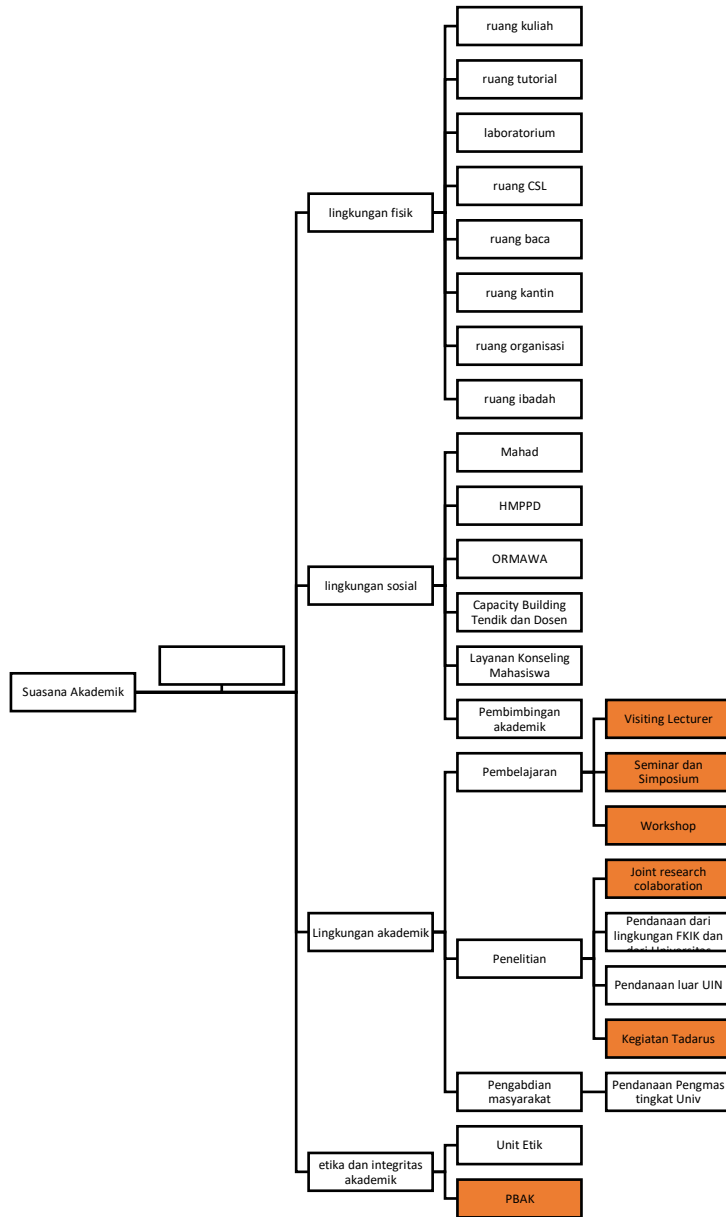 Suasana Akademik
lingkungan fisik
ruang kuliah
ruang tutorial
laboratorium
ruang CSL
ruang baca
ruang kantin
ruang organisasi
ruang ibadah
lingkungan sosial
Mahad
HMPPD
ORMAWA
Capacity Building
Tendik dan Dosen
Layanan Konseling
Mahasiswa
Pembimbingan
akademik
Lingkungan akademik
Pembelajaran
Visiting Lecturer
Seminar dan
Simposium
Workshop
Penelitian
Joint research
colaboration
Pendanaan dari
lingkungan FKIK dan
dari Universitas
Pendanaan luar UIN
Kegiatan Tadarus
Pengabdian
masyarakat
Pendanaan Pengmas
tingkat Univ
etika dan integritas
akademik
Unit Etik
PBAK